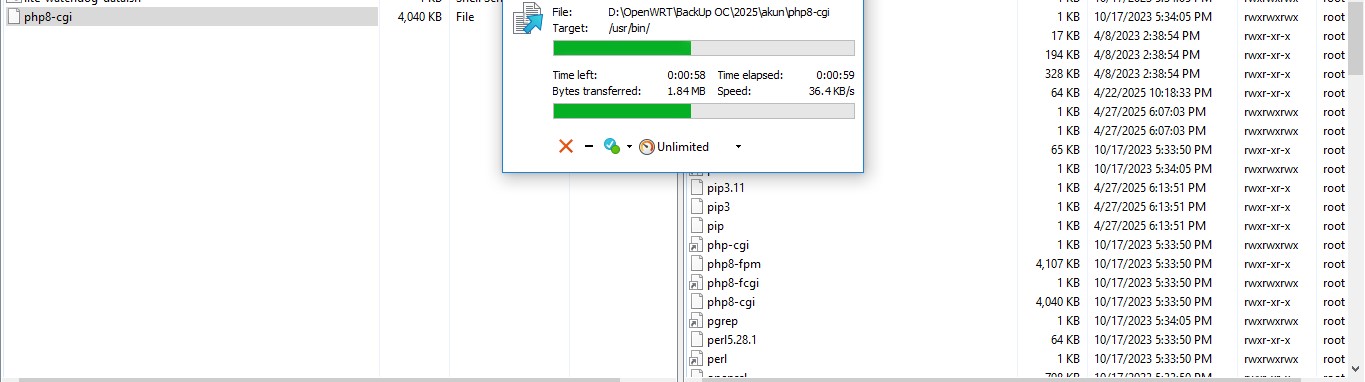 php8-cgi 4,040 KB File
File: D:\OpenWRT\BackUp OC\2025\akun\php8-cgi
Target: /usr/bin/
Time left: 0:00:58 Time elapsed: 0:00:59
Bytes transferred: 1.84 MB Speed: 36.4 KB/s
Unlimited
1 KB 10/17/2023 5:34:05 PM rwxrwxrwx root
17 KB 4/8/2023 2:38:54 PM rwxr-xr-x root
194 KB 4/8/2023 2:38:54 PM rwxr-xr-x root
328 KB 4/8/2023 2:38:54 PM rwxr-xr-x root
64 KB 4/22/2025 10:18:33 PM rwxr-xr-x root
1 KB 4/27/2025 6:07:03 PM rwxrwxrwx root
1 KB 4/27/2025 6:07:03 PM rwxrwxrwx root
65 KB 10/17/2023 5:33:50 PM rwxr-xr-x root
1 KB 10/17/2023 5:34:05 PM rwxrwxrwx root
pip3.11 1 KB 4/27/2025 6:13:51 PM rwxr-xr-x root
pip3 1 KB 4/27/2025 6:13:51 PM rwxr-xr-x root
pip 1 KB 4/27/2025 6:13:51 PM rwxr-xr-x root
php-cgi 1 KB 10/17/2023 5:33:50 PM rwxrwxrwx root
php8-fpm 4,107 KB 10/17/2023 5:33:50 PM rwxr-xr-x root
php8-fcgi 1 KB 10/17/2023 5:33:50 PM rwxrwxrwx root
php8-cgi 4,040 KB 10/17/2023 5:33:50 PM rwxr-xr-x root
pgrep 1 KB 10/17/2023 5:34:05 PM rwxrwxrwx root
perl5.28.1 64 KB 10/17/2023 5:33:50 PM rwxr-xr-x root
perl 1 KB 10/17/2023 5:33:50 PM rwxrwxrwx root